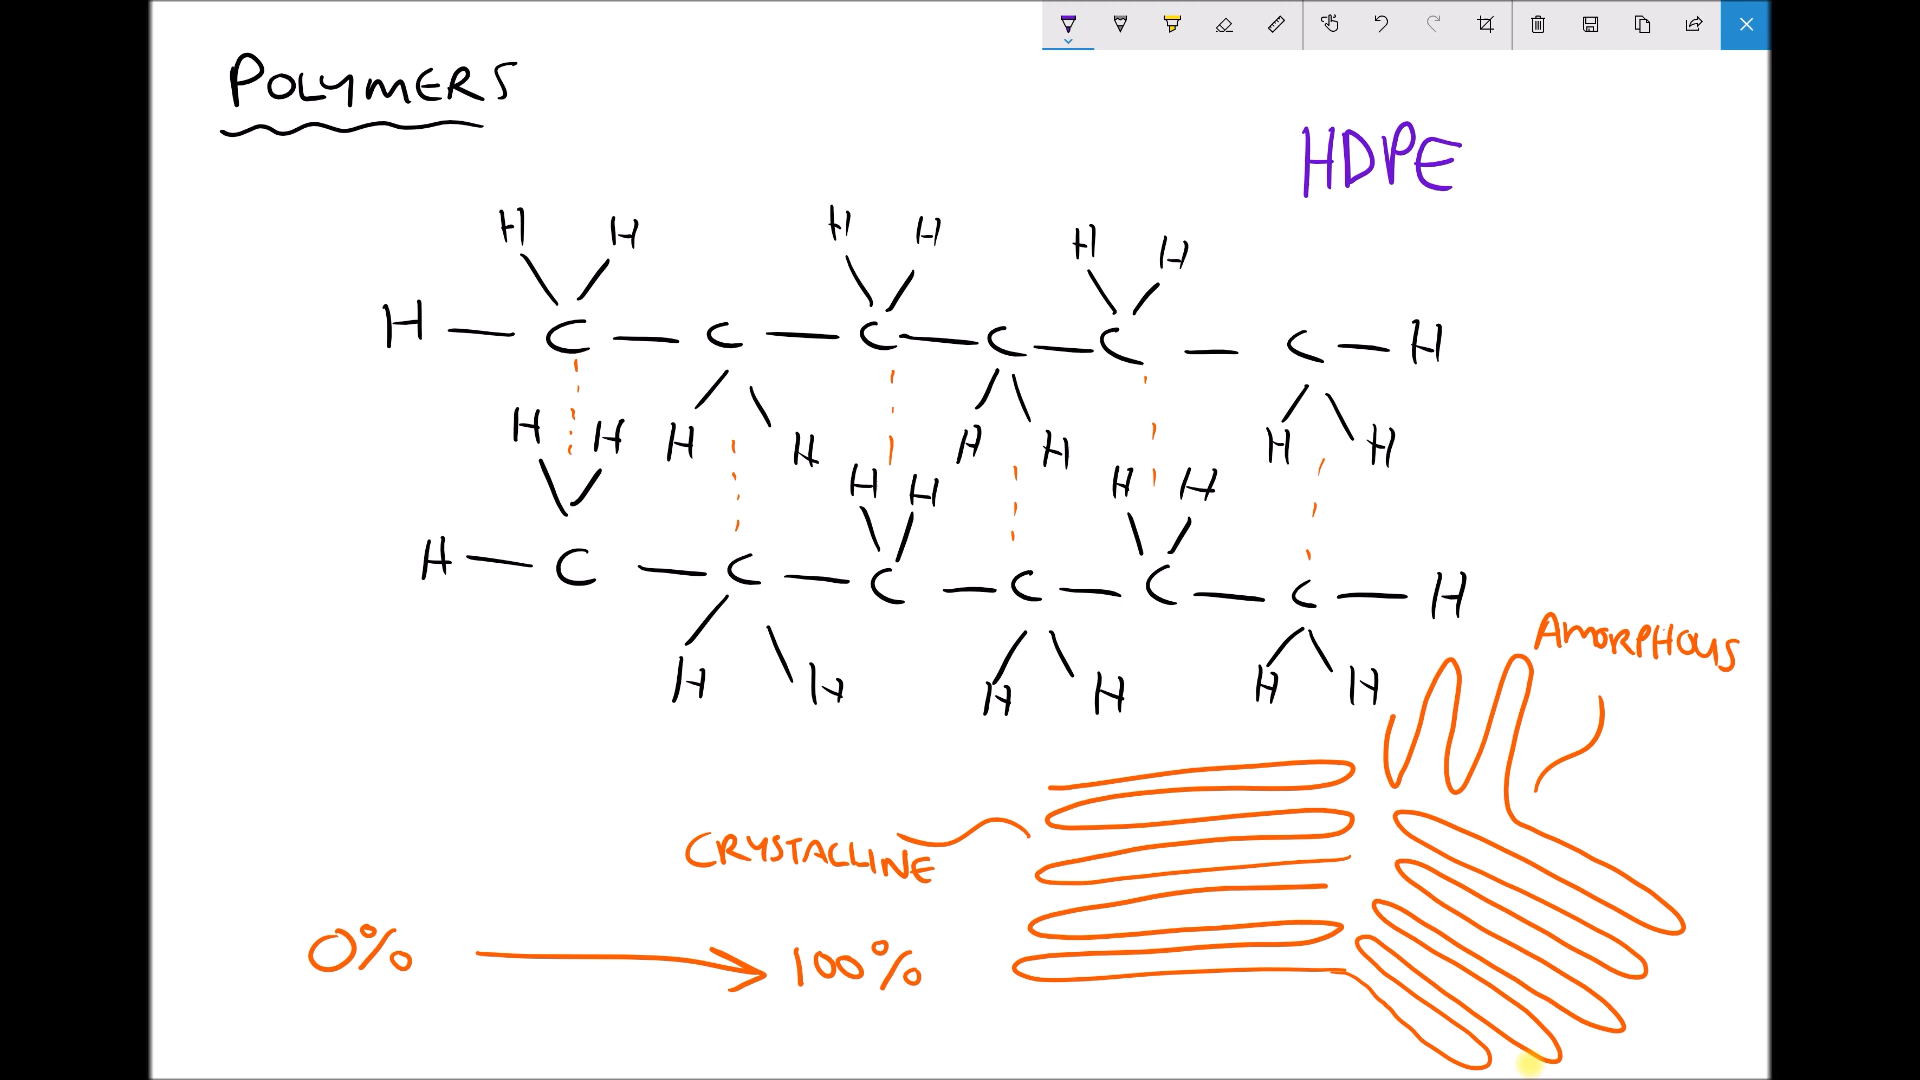 POLYMERS
HDPE
H H H H H H
H — C — C — C — C — C — C — H
H H H H H H
H H H H H H
H — C — C — C — C — C — C — H
H H H H H H
AMORPHOUS
CRYSTALLINE
0% → 100%